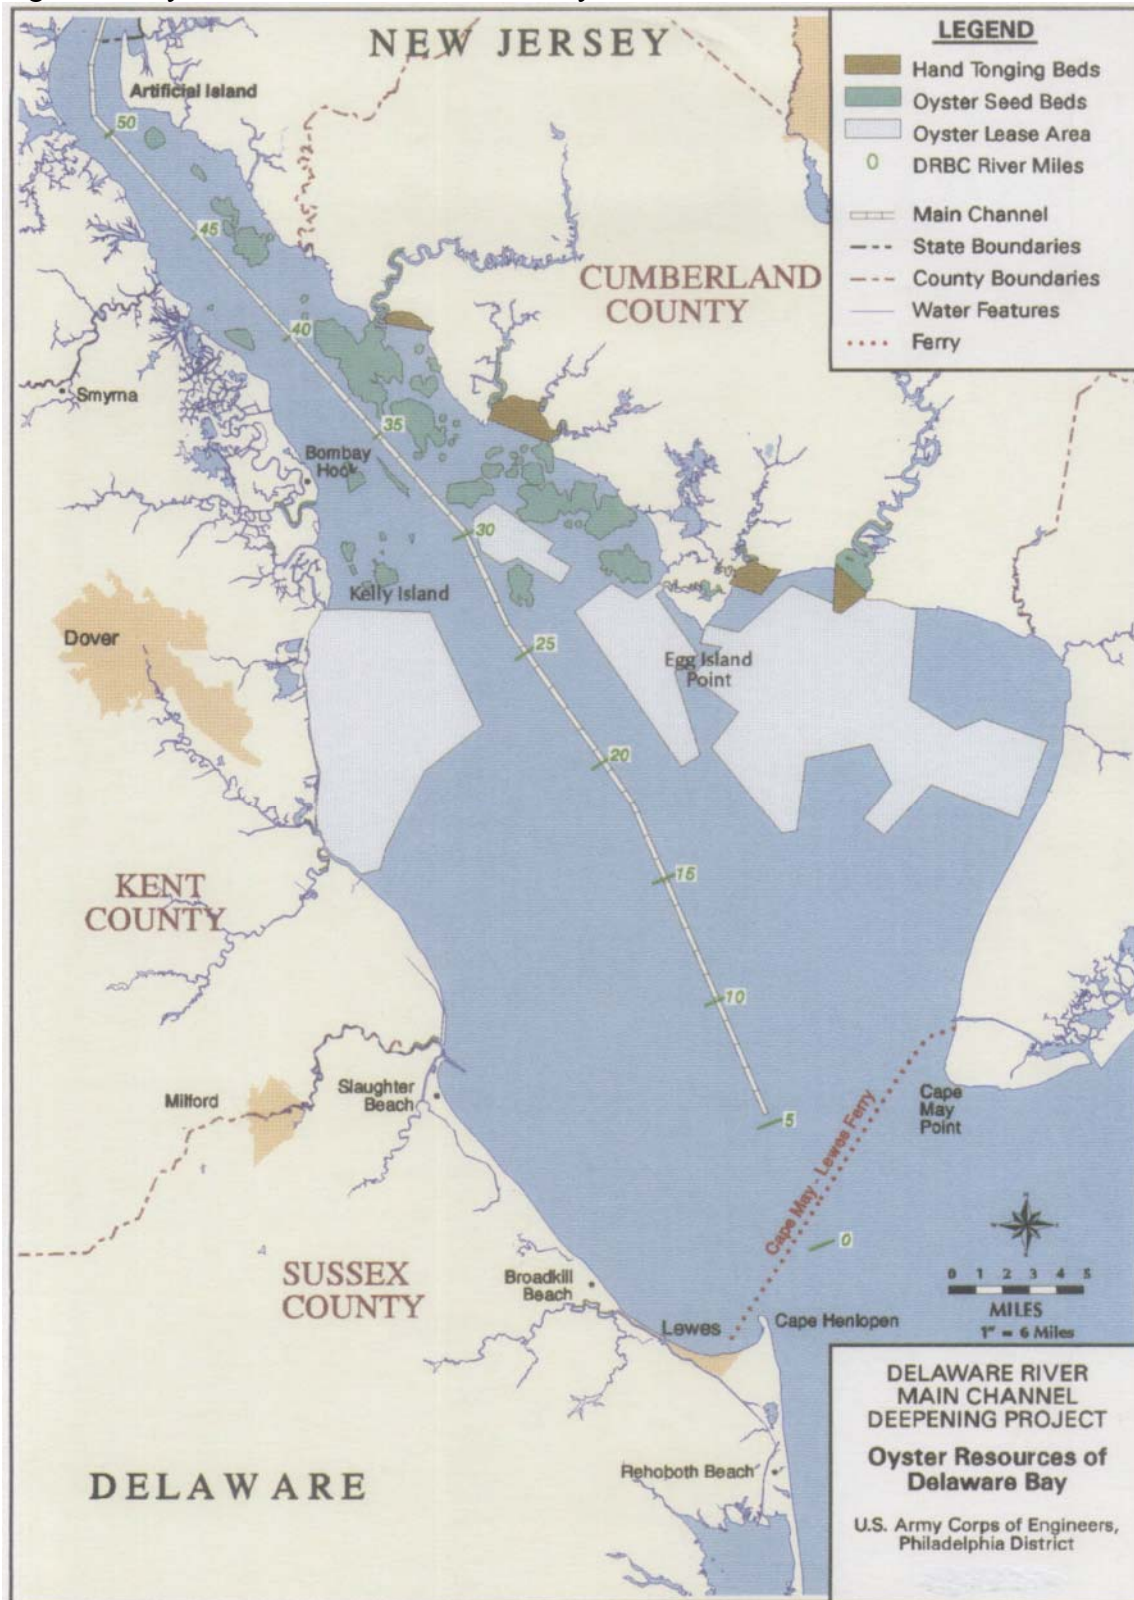 NEW JERSEY
LEGEND
Hand Tonging Beds
Oyster Seed Beds
Oyster Lease Area
0 DRBC River Miles
Main Channel
State Boundaries
County Boundaries
Water Features
Ferry
Artificial Island
50
45
CUMBERLAND
COUNTY
40
Smyrna
35
Bombay
Hook
30
Kelly Island
Dover
25
Egg Island
Point
20
15
KENT
COUNTY
10
Milford
Slaughter
Beach
Cape
May
Point
5
Cape May - Lewes Ferry
0
SUSSEX
COUNTY
Broadkill
Beach
0 1 2 3 4 5
MILES
1" = 6 Miles
Lewes
Cape Henlopen
DELAWARE
Rehoboth Beach
DELAWARE RIVER
MAIN CHANNEL
DEEPENING PROJECT
Oyster Resources of
Delaware Bay
U.S. Army Corps of Engineers,
Philadelphia District